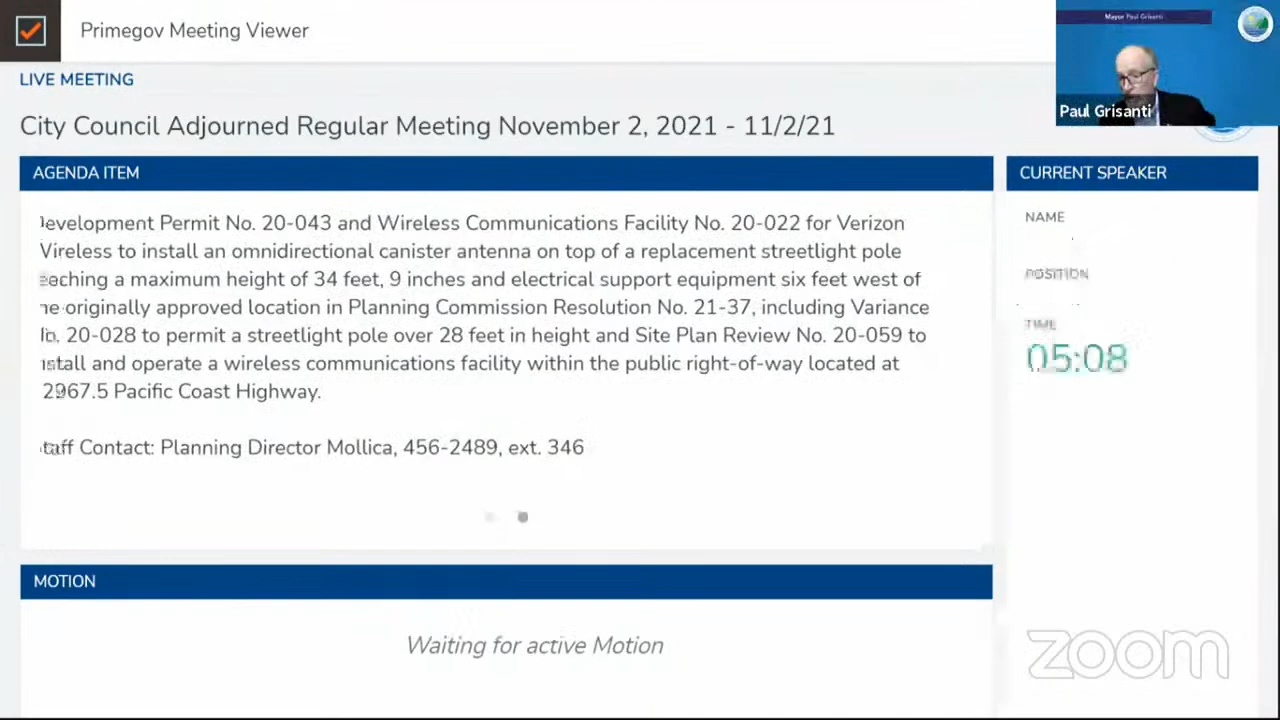 Primegov Meeting Viewer
Mayor Paul Grisanti
Paul Grisanti
LIVE MEETING
City Council Adjourned Regular Meeting November 2, 2021 - 11/2/21
AGENDA ITEM
evelopment Permit No. 20-043 and Wireless Communications Facility No. 20-022 for Verizon
Vireless to install an omnidirectional canister antenna on top of a replacement streetlight pole
eaching a maximum height of 34 feet, 9 inches and electrical support equipment six feet west of
he originally approved location in Planning Commission Resolution No. 21-37, including Variance
No. 20-028 to permit a streetlight pole over 28 feet in height and Site Plan Review No. 20-059 to
nstall and operate a wireless communications facility within the public right-of-way located at
2967.5 Pacific Coast Highway.
taff Contact: Planning Director Mollica, 456-2489, ext. 346
CURRENT SPEAKER
NAME
POSITION
TIME
05:08
MOTION
Waiting for active Motion
zoom